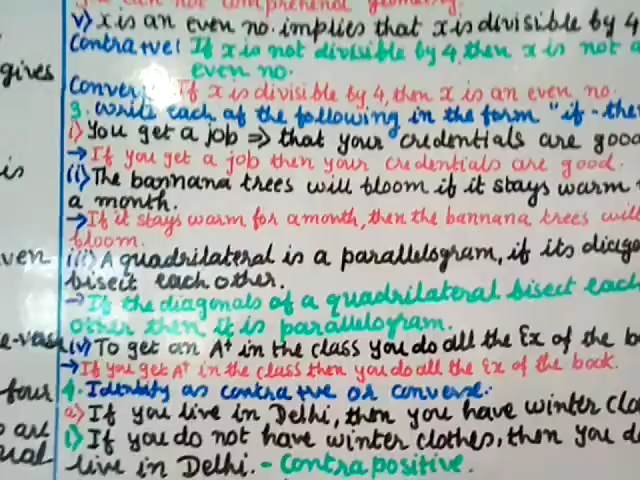 v) x is an even no. implies that x is divisible by 4
Contra +ve! If x is not divisible by 4, then x is not a
even no.
gives
If x is divisible by 4, then x is an even no.
3. Write each of the following in the form "if - the
i) You get a job ⇒ that your credentials are good
→ If you get a job then your credentials are good.
is
ii) The bannana trees will bloom if it stays warm
a month.
→ If it stays warm for a month, then the bannana trees will
bloom.
ven
iii) A quadrilateral is a parallelogram, if its diago
bisect each other.
→ If the diagonals of a quadrilateral bisect each
other then it is parallelogram.
iv) To get an A+ in the class you do all the Ex of the b
→ If you get A+ in the class then you do all the Ex of the book.
four
4. Identify as contra +ve or converse.
a) If you live in Delhi, then you have winter clo
i) If you do not have winter clothes, then you d
live in Delhi. - Contrapositive.